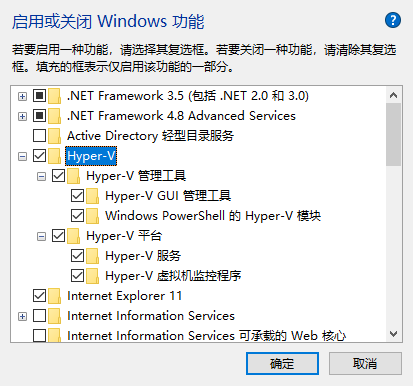 启用或关闭 Windows 功能
若要启用一种功能，请选择其复选框。若要关闭一种功能，请清除其复选
框。填充的框表示仅启用该功能的一部分。
.NET Framework 3.5 (包括 .NET 2.0 和 3.0)
.NET Framework 4.8 Advanced Services
Active Directory 轻型目录服务
Hyper-V
Hyper-V 管理工具
Hyper-V GUI 管理工具
Windows PowerShell 的 Hyper-V 模块
Hyper-V 平台
Hyper-V 服务
Hyper-V 虚拟机监控程序
Internet Explorer 11
Internet Information Services
Internet Information Services 可承载的 Web 核心
确定 取消